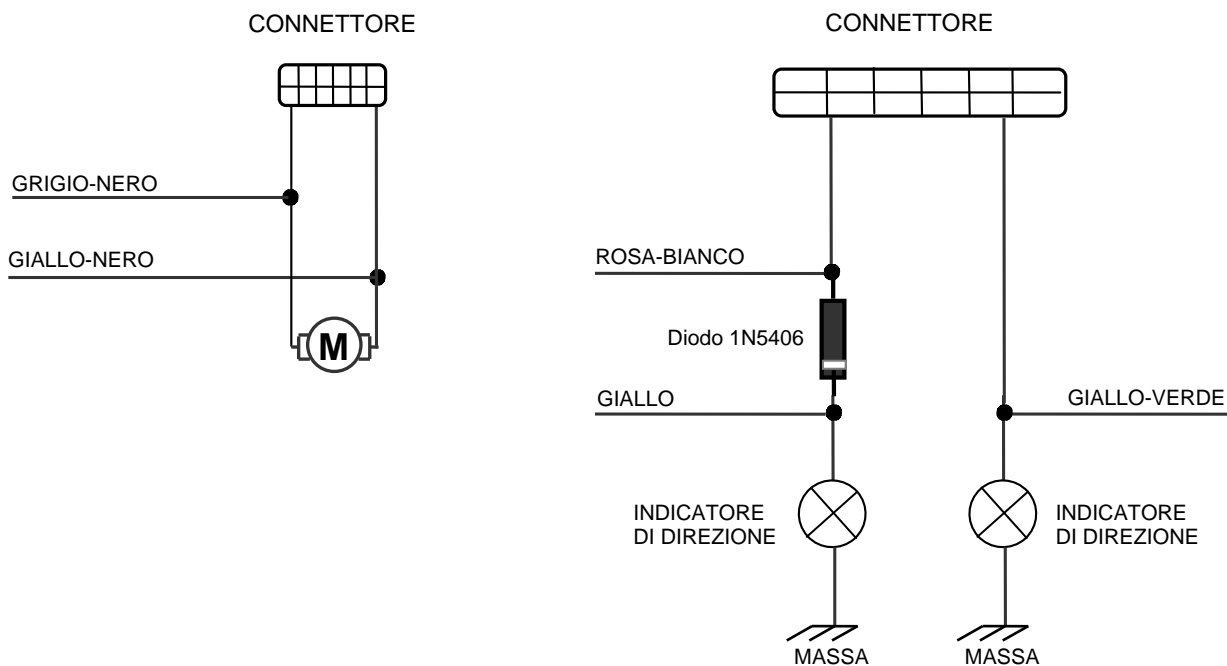 CONNETTORE
GRIGIO-NERO
GIALLO-NERO
M
CONNETTORE
ROSA-BIANCO
Diodo 1N5406
GIALLO
GIALLO-VERDE
INDICATORE
DI DIREZIONE
INDICATORE
DI DIREZIONE
MASSA
MASSA